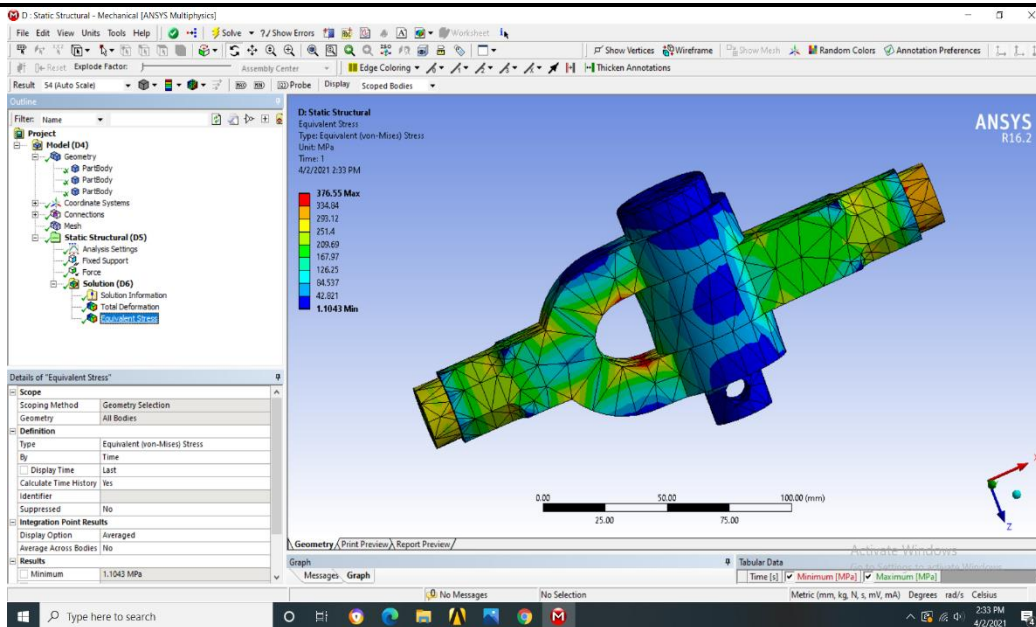 D : Static Structural - Mechanical [ANSYS Multiphysics]
File Edit View Units Tools Help Solve ?/ Show Errors Worksheet
Show Vertices Wireframe Show Mesh Random Colors Annotation Preferences
Reset Explode Factor: Assembly Center Edge Coloring Thicken Annotations
Result 54 (Auto Scale) Probe Display Scoped Bodies
Outline
Filter: Name
Project
Model (D4)
Geometry
PartBody
PartBody
PartBody
Coordinate Systems
Connections
Mesh
Static Structural (D5)
Analysis Settings
Fixed Support
Force
Solution (D6)
Solution Information
Total Deformation
Equivalent Stress
D: Static Structural
Equivalent Stress
Type: Equivalent (von-Mises) Stress
Unit: MPa
Time: 1
4/2/2021 2:33 PM
376.55 Max
334.84
293.12
251.4
209.69
167.97
126.25
84.537
42.821
1.1043 Min
ANSYS
R16.2
0.00 50.00 100.00 (mm)
25.00 75.00
X
Z
Details of "Equivalent Stress"
Scope
Scoping Method Geometry Selection
Geometry All Bodies
Definition
Type Equivalent (von-Mises) Stress
By Time
Display Time Last
Calculate Time History Yes
Identifier
Suppressed No
Integration Point Results
Display Option Averaged
Average Across Bodies No
Results
Minimum 1.1043 MPa
Geometry Print Preview Report Preview
Activate Windows
Go to Settings to activate Windows.
Graph Tabular Data
Messages Graph Time [s] Minimum [MPa] Maximum [MPa]
No Messages No Selection Metric (mm, kg, N, s, mV, mA) Degrees rad/s Celsius
Type here to search
2:33 PM
4/2/2021